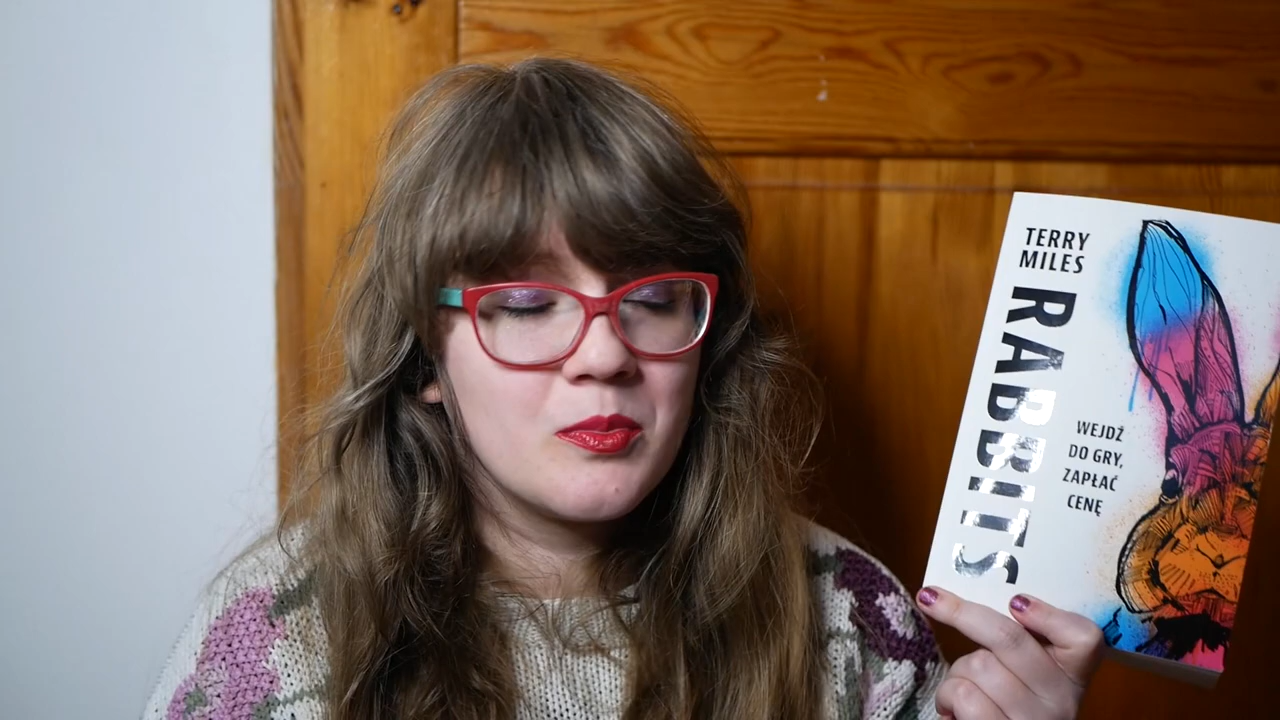 TERRY
MILES
RABBITS
WEJDŹ
DO GRY,
ZAPŁAĆ
CENĘ